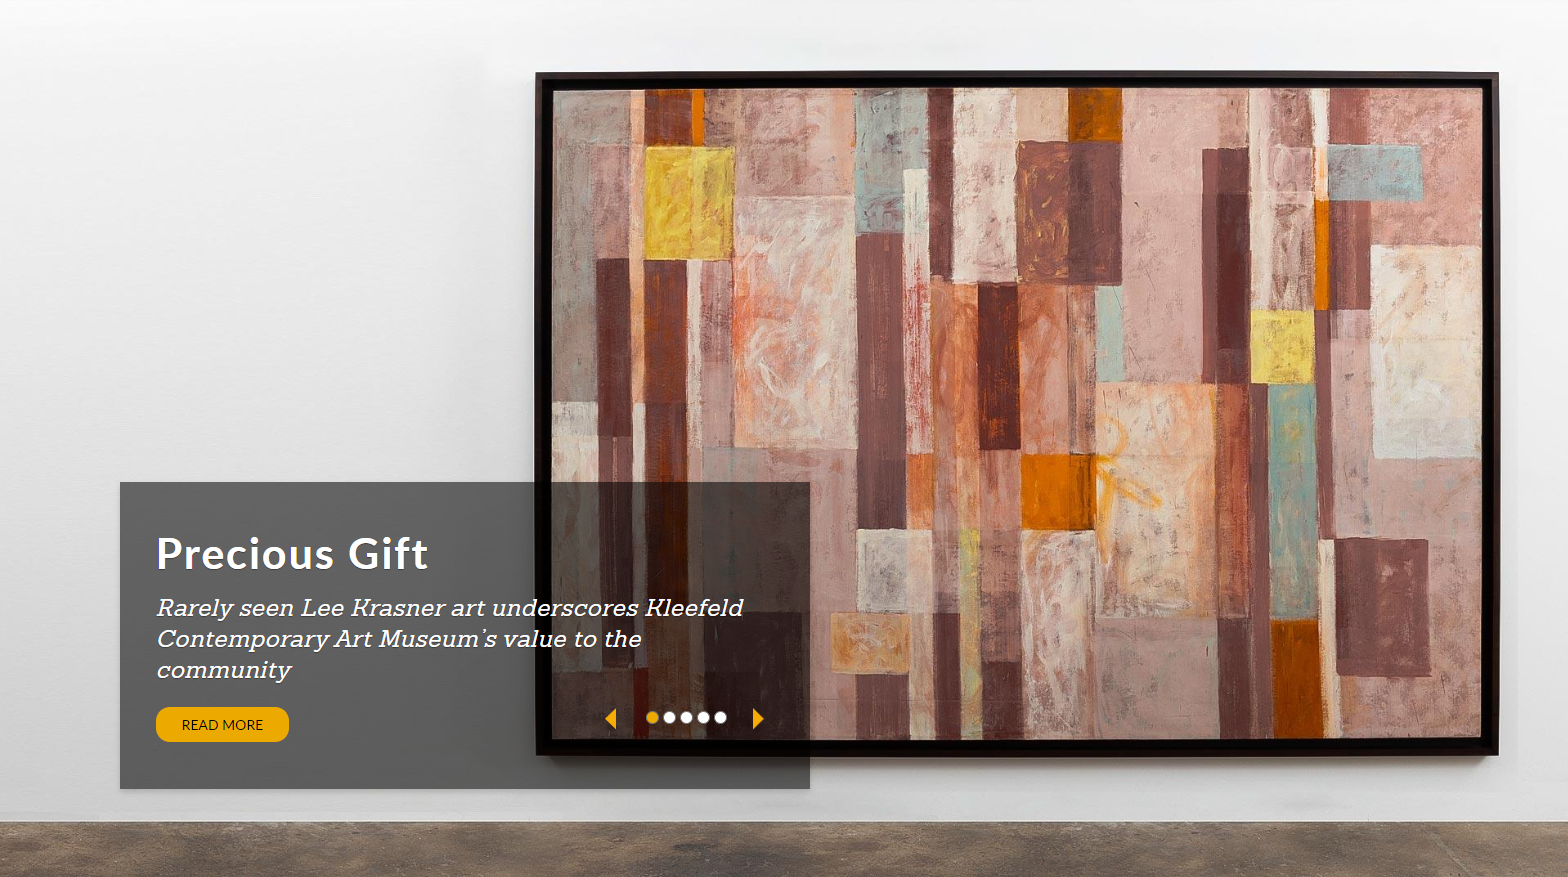 Precious Gift
Rarely seen Lee Krasner art underscores Kleefeld
Contemporary Art Museum’s value to the
community
READ MORE